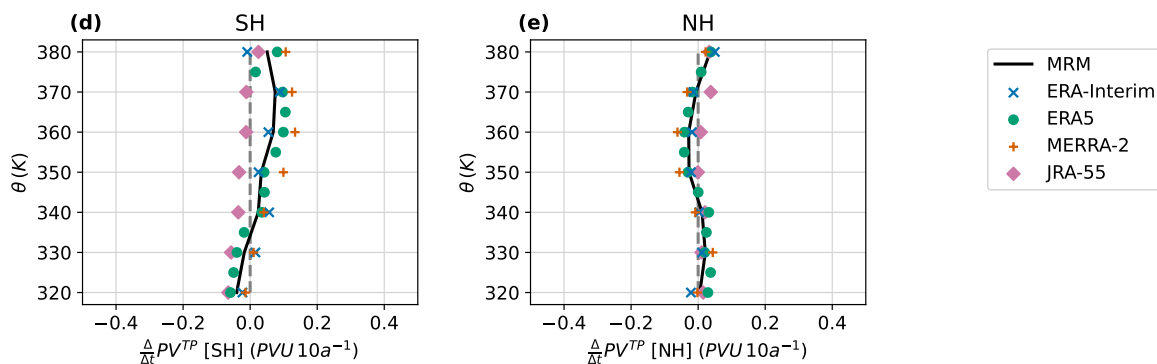 (d) SH
380
370
360
350
340
330
320
θ (K)
−0.4 −0.2 0.0 0.2 0.4
Δ/Δt PV^TP [SH] (PVU 10a⁻¹)
(e) NH
380
370
360
350
340
330
320
θ (K)
−0.4 −0.2 0.0 0.2 0.4
Δ/Δt PV^TP [NH] (PVU 10a⁻¹)
MRM
ERA-Interim
ERA5
MERRA-2
JRA-55